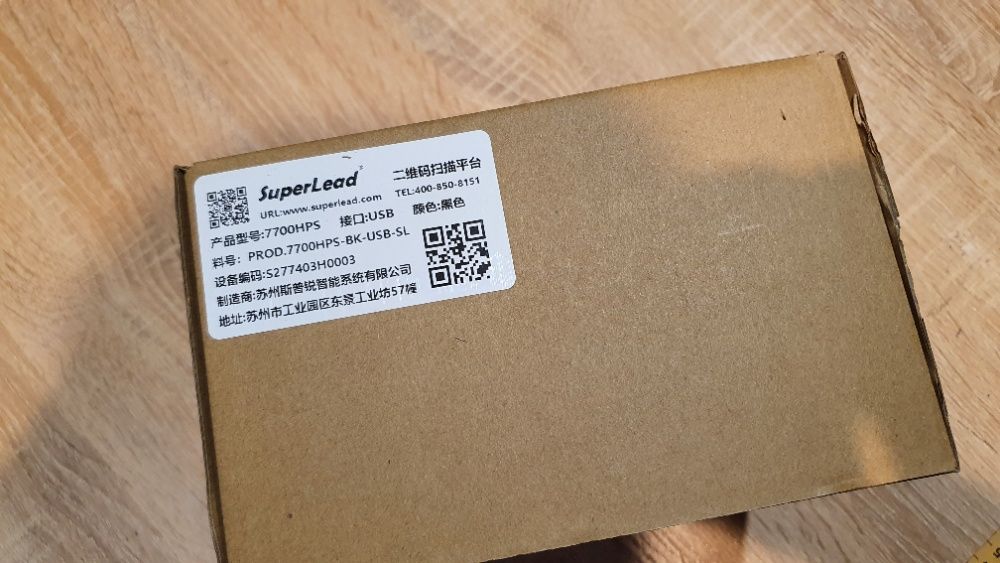 SuperLead
二维码扫描平台
URL:www.superlead.com
TEL:400-850-8151
产品型号:7700HPS 接口:USB 颜色:黑色
料号: PROD.7700HPS-BK-USB-SL
设备编码:S277403H0003
制造商:苏州斯普锐智能系统有限公司
地址:苏州市工业园区东景工业坊57幢